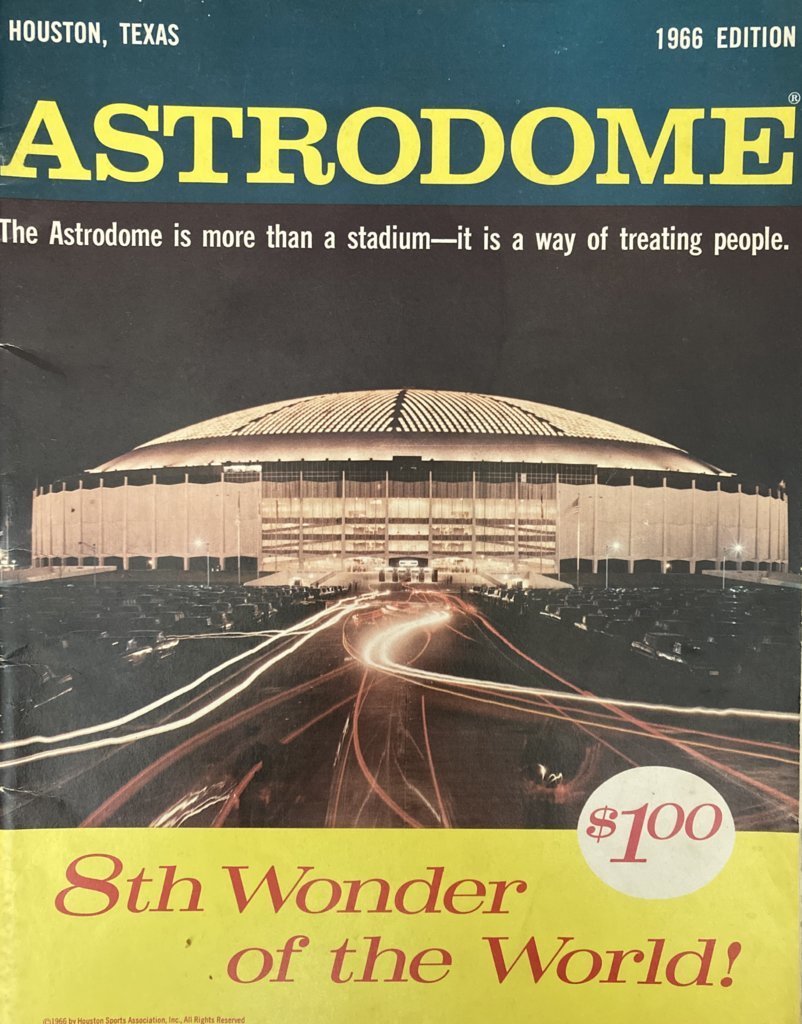 HOUSTON, TEXAS
1966 EDITION
ASTRODOME®
The Astrodome is more than a stadium—it is a way of treating people.
$1.00
8th Wonder
of the World!
©1966 by Houston Sports Association, Inc., All Rights Reserved